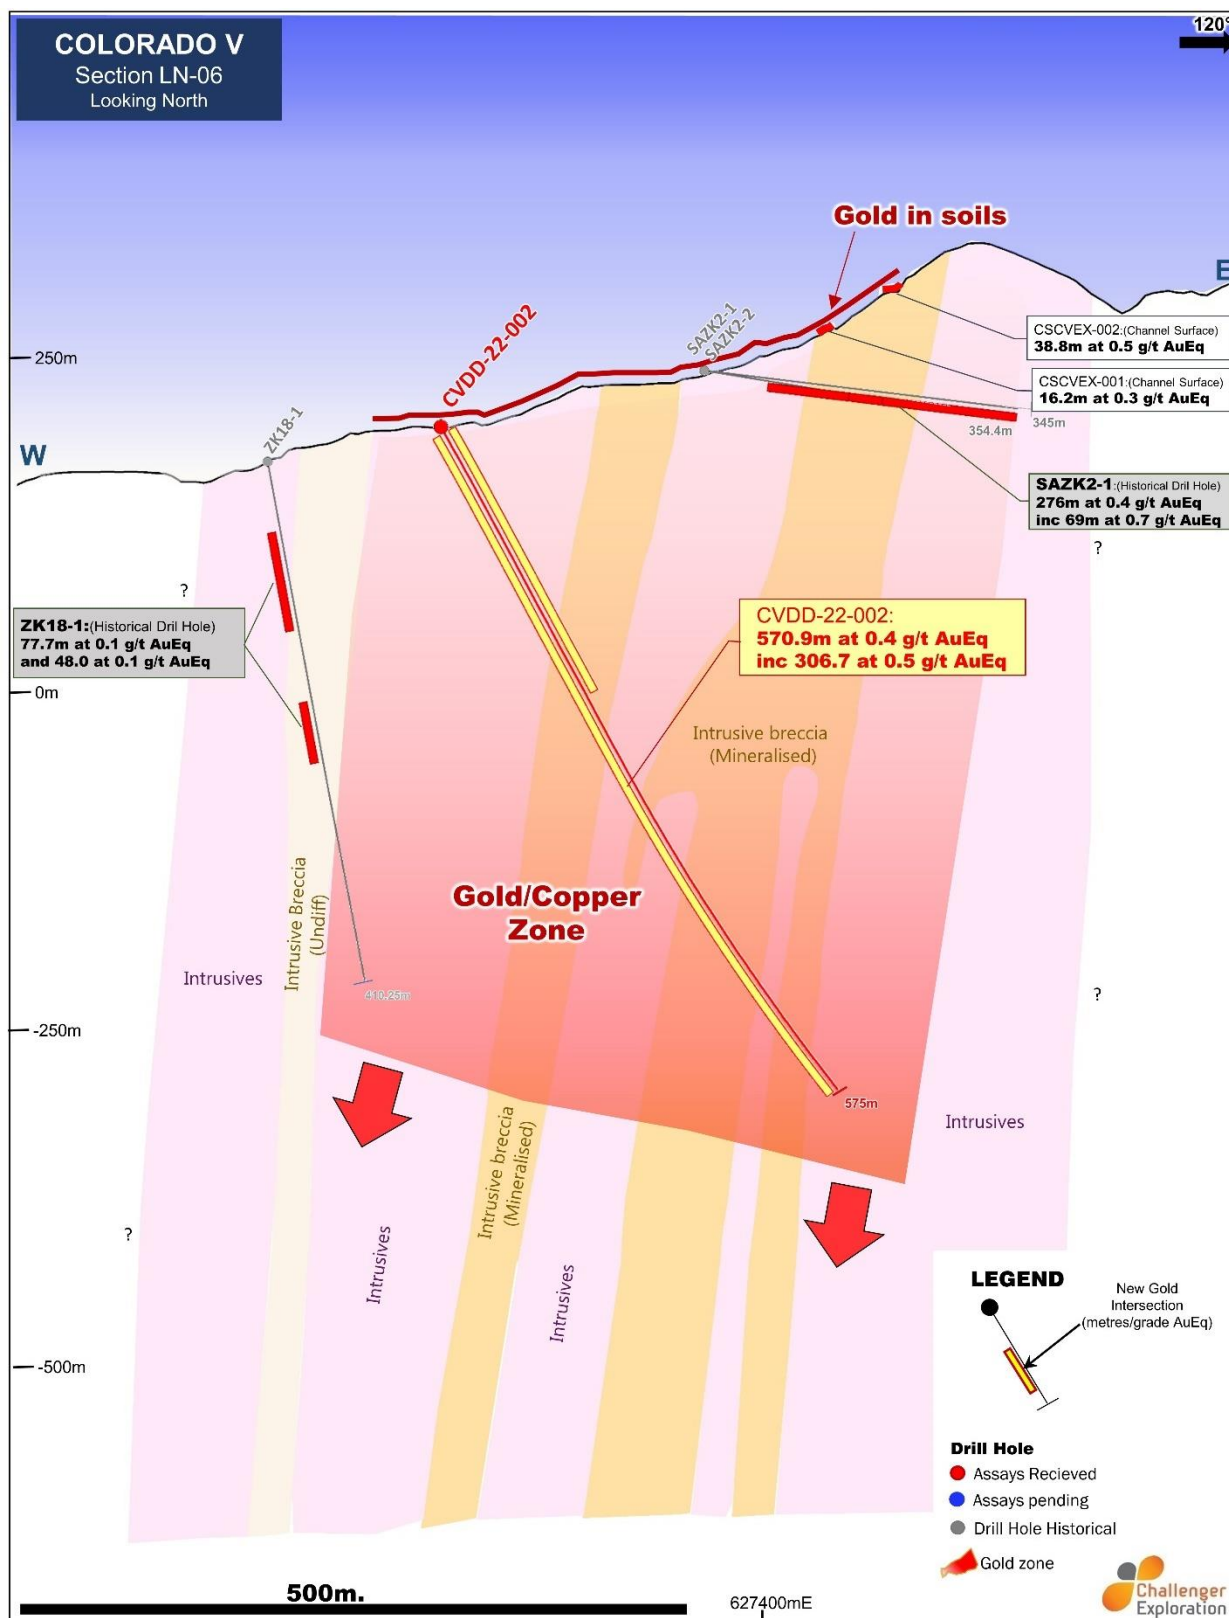 COLORADO V
Section LN-06
Looking North
120°
Gold in soils
E
CSCVEX-002:(Channel Surface)
38.8m at 0.5 g/t AuEq
SAZK2-1
SAZK2-2
CVDD-22-002
250m
CSCVEX-001:(Channel Surface)
16.2m at 0.3 g/t AuEq
354.4m
345m
ZK18-1
W
SAZK2-1:(Historical Drill Hole)
276m at 0.4 g/t AuEq
inc 69m at 0.7 g/t AuEq
?
?
ZK18-1:(Historical Dril Hole)
77.7m at 0.1 g/t AuEq
and 48.0 at 0.1 g/t AuEq
CVDD-22-002:
570.9m at 0.4 g/t AuEq
inc 306.7 at 0.5 g/t AuEq
0m
Intrusive breccia
(Mineralised)
Gold/Copper
Zone
Intrusive Breccia
(Undiff)
Intrusives
410.25m
?
-250m
575m
Intrusives
Intrusive breccia
(Mineralised)
?
Intrusives
Intrusives
-500m
LEGEND
New Gold
Intersection
(metres/grade AuEq)
Drill Hole
Assays Recieved
Assays pending
Drill Hole Historical
Gold zone
500m.
627400mE
Challenger
Exploration